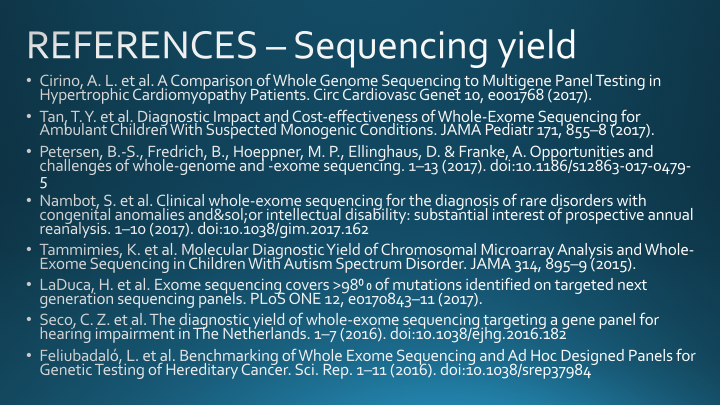 REFERENCES – Sequencing yield
• Cirino, A. L. et al. A Comparison of Whole Genome Sequencing to Multigene Panel Testing in
Hypertrophic Cardiomyopathy Patients. Circ Cardiovasc Genet 10, e001768 (2017).
• Tan, T. Y. et al. Diagnostic Impact and Cost-effectiveness of Whole-Exome Sequencing for
Ambulant Children With Suspected Monogenic Conditions. JAMA Pediatr 171, 855–8 (2017).
• Petersen, B.-S., Fredrich, B., Hoeppner, M. P., Ellinghaus, D. & Franke, A. Opportunities and
challenges of whole-genome and -exome sequencing. 1–13 (2017). doi:10.1186/s12863-017-0479-
5
• Nambot, S. et al. Clinical whole-exome sequencing for the diagnosis of rare disorders with
congenital anomalies and&sol;or intellectual disability: substantial interest of prospective annual
reanalysis. 1–10 (2017). doi:10.1038/gim.2017.162
• Tammimies, K. et al. Molecular Diagnostic Yield of Chromosomal Microarray Analysis and Whole-
Exome Sequencing in Children With Autism Spectrum Disorder. JAMA 314, 895–9 (2015).
• LaDuca, H. et al. Exome sequencing covers >98⁰₀ of mutations identified on targeted next
generation sequencing panels. PLoS ONE 12, e0170843–11 (2017).
• Seco, C. Z. et al. The diagnostic yield of whole-exome sequencing targeting a gene panel for
hearing impairment in The Netherlands. 1–7 (2016). doi:10.1038/ejhg.2016.182
• Feliubadaló, L. et al. Benchmarking of Whole Exome Sequencing and Ad Hoc Designed Panels for
Genetic Testing of Hereditary Cancer. Sci. Rep. 1–11 (2016). doi:10.1038/srep37984